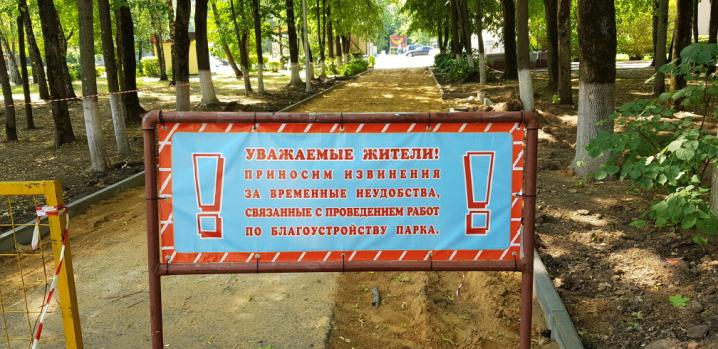 УВАЖАЕМЫЕ ЖИТЕЛИ!
ПРИНОСИМ ИЗВИНЕНИЯ
ЗА ВРЕМЕННЫЕ НЕУДОБСТВА,
СВЯЗАННЫЕ С ПРОВЕДЕНИЕМ РАБОТ
ПО БЛАГОУСТРОЙСТВУ ПАРКА.